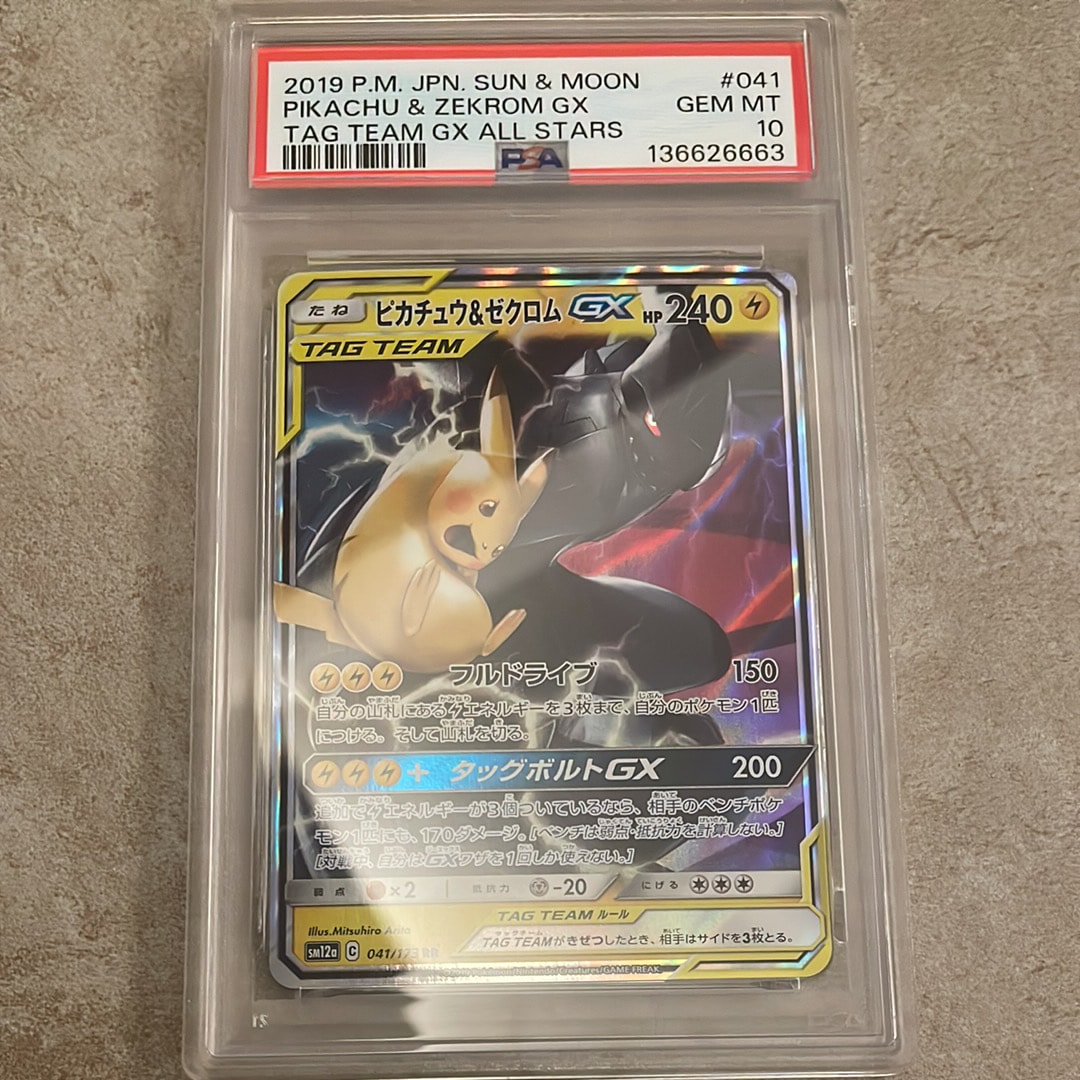 2019 P.M. JPN. SUN & MOON #041
PIKACHU & ZEKROM GX GEM MT
TAG TEAM GX ALL STARS 10
PSA 136626663
たね ピカチュウ&ゼクロム GX HP 240
TAG TEAM
フルドライブ 150
自分の山札にあるエネルギーを3枚まで、自分のポケモン1匹
につける。そして山札を切る。
+ タッグボルトGX 200
追加でエネルギーが3個ついているなら、相手のベンチポケ
モン1匹にも、170ダメージ。[ベンチは弱点・抵抗力を計算しない。]
[対戦中、自分はGXワザを1回しか使えない。]
弱点 ×2 抵抗力 -20 にげる
TAG TEAM ルール
Illus.Mitsuhiro Arita
TAG TEAMがきぜつしたとき、相手はサイドを3枚とる。
sm12a C 041/173 RR
Pokémon/Nintendo/Creatures/GAME FREAK